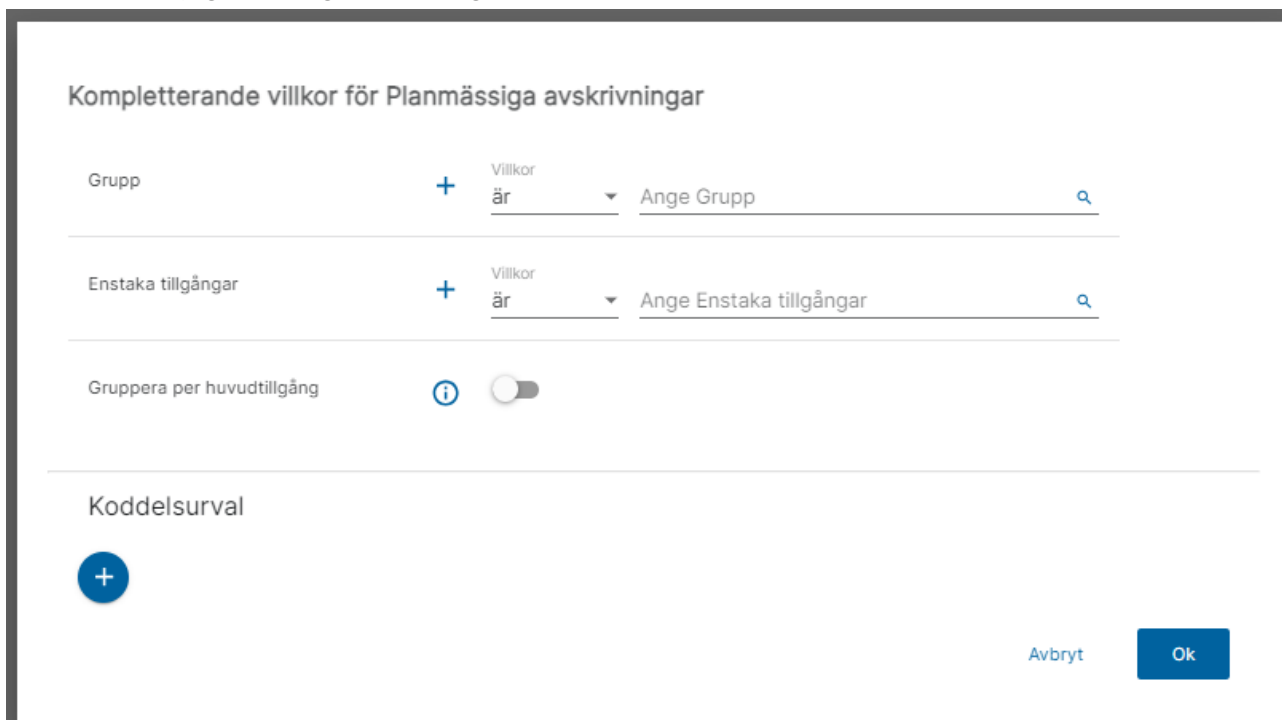 Kompletterande villkor för Planmässiga avskrivningar
Grupp
Villkor
är
Ange Grupp
Enstaka tillgångar
Villkor
är
Ange Enstaka tillgångar
Gruppera per huvudtillgång
Koddelsurval
Avbryt
Ok